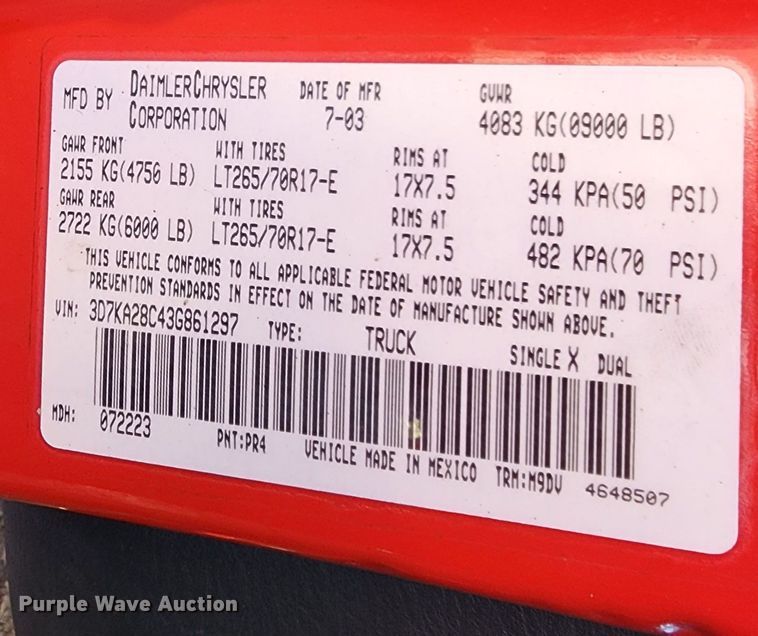 MFD BY DAIMLERCHRYSLER CORPORATION DATE OF MFR 7-03 GVWR 4083 KG(09000 LB)
GAWR FRONT WITH TIRES RIMS AT COLD
2155 KG(4750 LB) LT265/70R17-E 17X7.5 344 KPA(50 PSI)
GAWR REAR WITH TIRES RIMS AT COLD
2722 KG(6000 LB) LT265/70R17-E 17X7.5 482 KPA(70 PSI)
THIS VEHICLE CONFORMS TO ALL APPLICABLE FEDERAL MOTOR VEHICLE SAFETY AND THEFT
PREVENTION STANDARDS IN EFFECT ON THE DATE OF MANUFACTURE SHOWN ABOVE.
VIN: 3D7KA28C43G861297 TYPE: TRUCK SINGLE X DUAL
MDH: 072223 PNT:PR4 VEHICLE MADE IN MEXICO TRM:M9DV 4648507
Purple Wave Auction